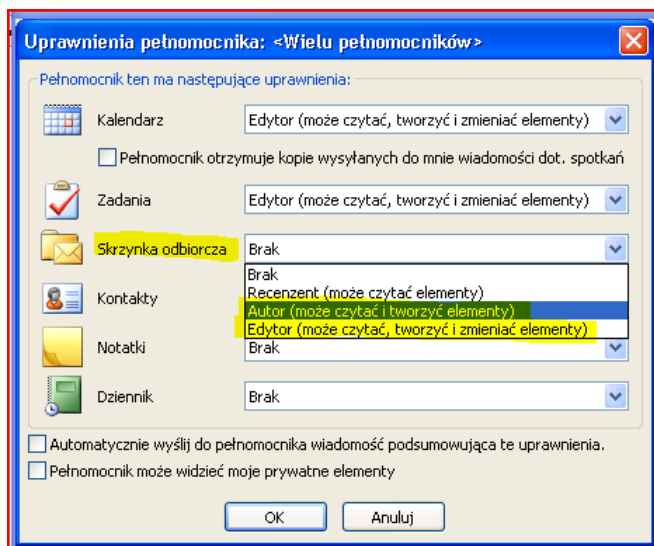 Uprawnienia pełnomocnika: <Wielu pełnomocników>
Pełnomocnik ten ma następujące uprawnienia:
Kalendarz Edytor (może czytać, tworzyć i zmieniać elementy)
Pełnomocnik otrzymuje kopie wysyłanych do mnie wiadomości dot. spotkań
Zadania Edytor (może czytać, tworzyć i zmieniać elementy)
Skrzynka odbiorcza Brak
Brak
Recenzent (może czytać elementy)
Kontakty
Autor (może czytać i tworzyć elementy)
Edytor (może czytać, tworzyć i zmieniać elementy)
Notatki Brak
Dziennik Brak
Automatycznie wyślij do pełnomocnika wiadomość podsumowująca te uprawnienia.
Pełnomocnik może widzieć moje prywatne elementy
OK Anuluj